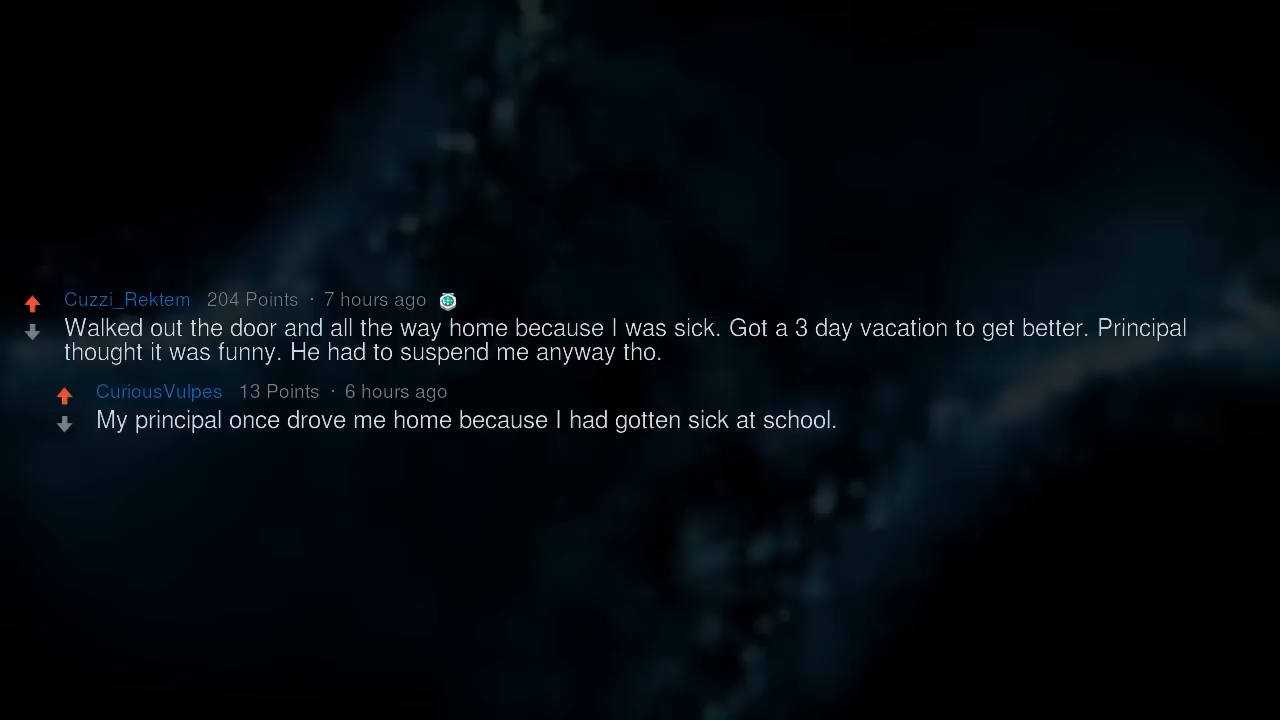 Cuzzi_Rektem 204 Points · 7 hours ago
Walked out the door and all the way home because I was sick. Got a 3 day vacation to get better. Principal
thought it was funny. He had to suspend me anyway tho.
CuriousVulpes 13 Points · 6 hours ago
My principal once drove me home because I had gotten sick at school.